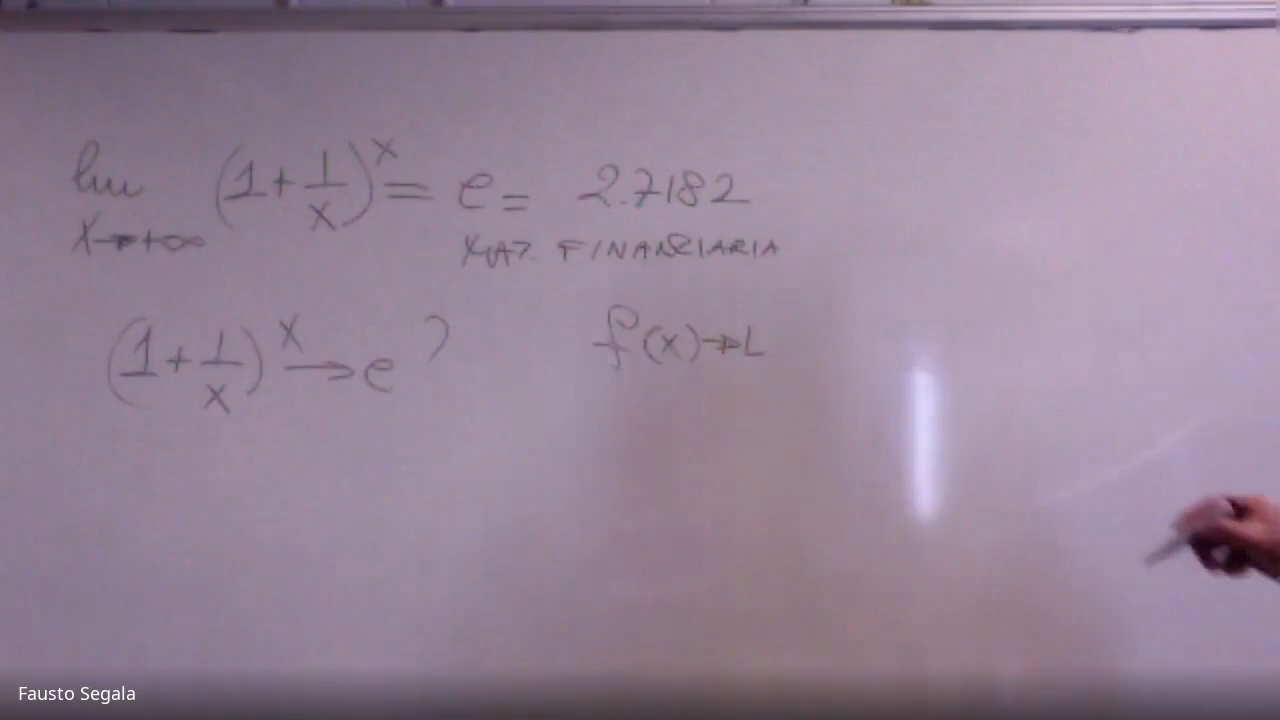 lim (1+1/x)^x = e = 2.7182
x→+∞
MAT. FINANZIARIA
(1+1/x)^x → e ?
f(x)→L
Fausto Segala